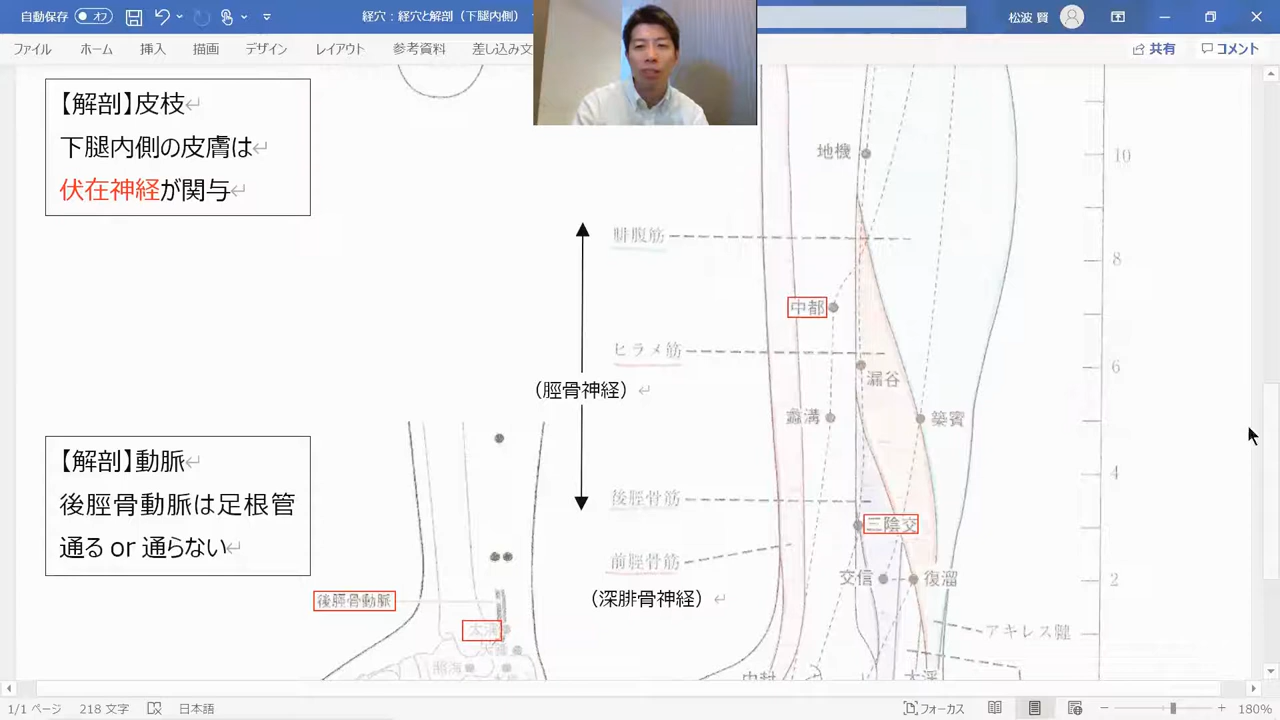 自動保存 オフ
経穴:経穴と解剖(下腿内側)
松波 賢
ファイル ホーム 挿入 描画 デザイン レイアウト 参考資料 差し込み文
共有 コメント
【解剖】皮枝
下腿内側の皮膚は
伏在神経が関与
【解剖】動脈
後脛骨動脈は足根管
通る or 通らない
後脛骨動脈
太渓
照海
腓腹筋
ヒラメ筋
(脛骨神経)
後脛骨筋
前脛骨筋
(深腓骨神経)
地機
中都
漏谷
蠡溝
築賓
三陰交
交信
復溜
アキレス腱
中封
太渓
10
8
6
4
2
1/1 ページ 218 文字 日本語
フォーカス
180%